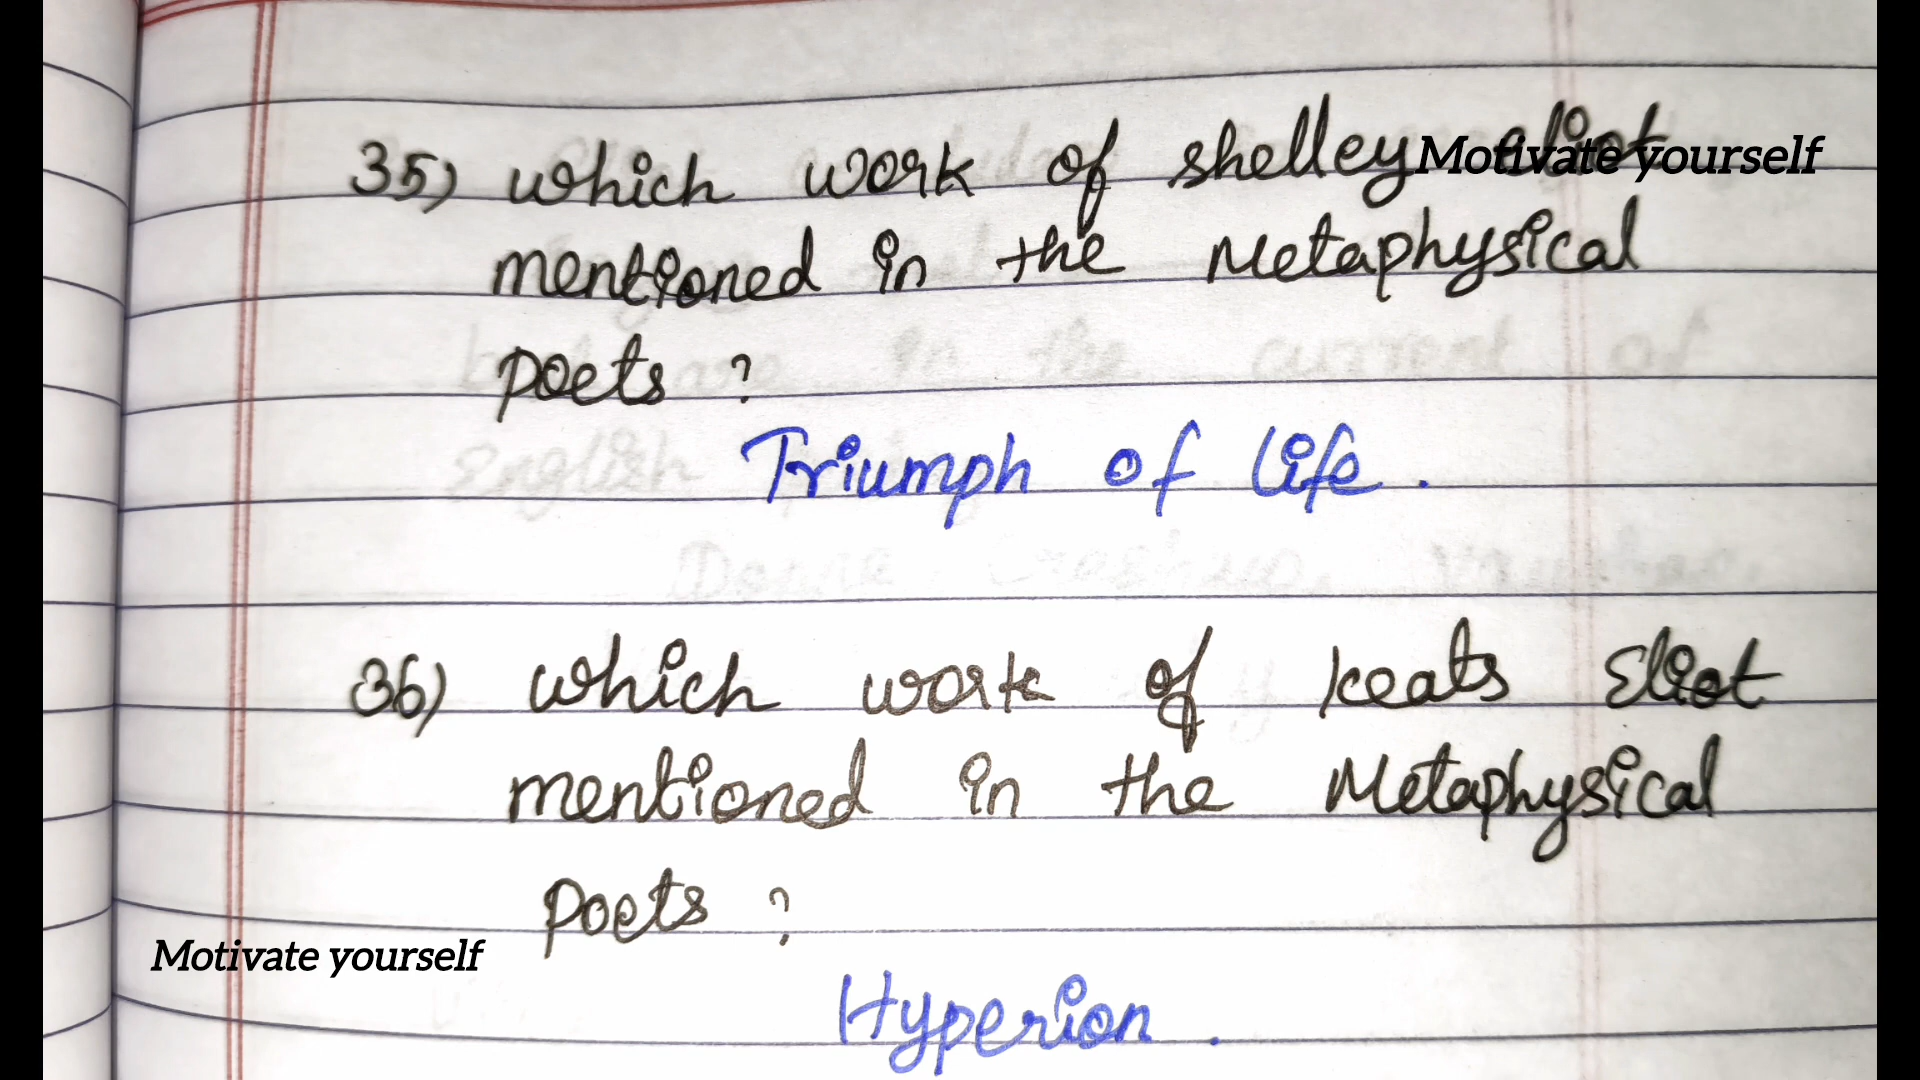 35) which work of shelley eliot
Motivate yourself
mentioned in the Metaphysical
poets ?
Triumph of life .
36) which work of keats Eliot
mentioned in the Metaphysical
Poets ?
Motivate yourself
Hyperion .